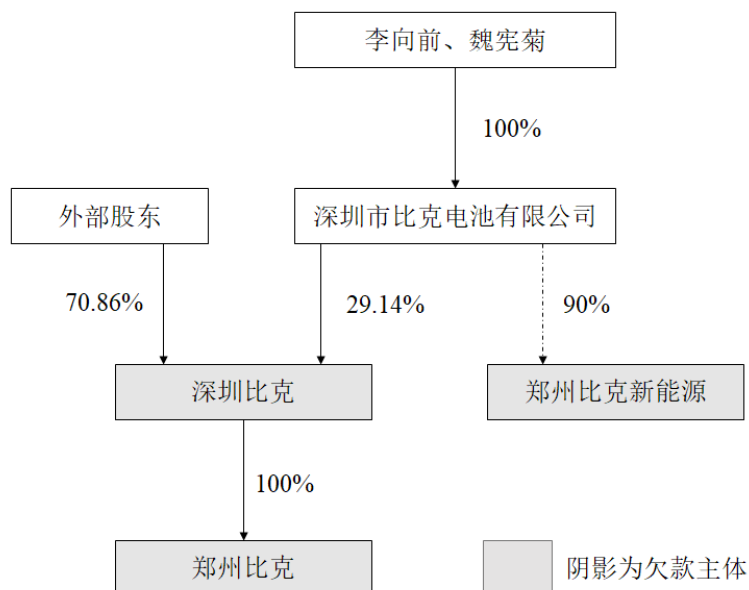 李向前、魏宪菊
100%
外部股东
深圳市比克电池有限公司
70.86%
29.14%
90%
深圳比克
郑州比克新能源
100%
郑州比克
阴影为欠款主体